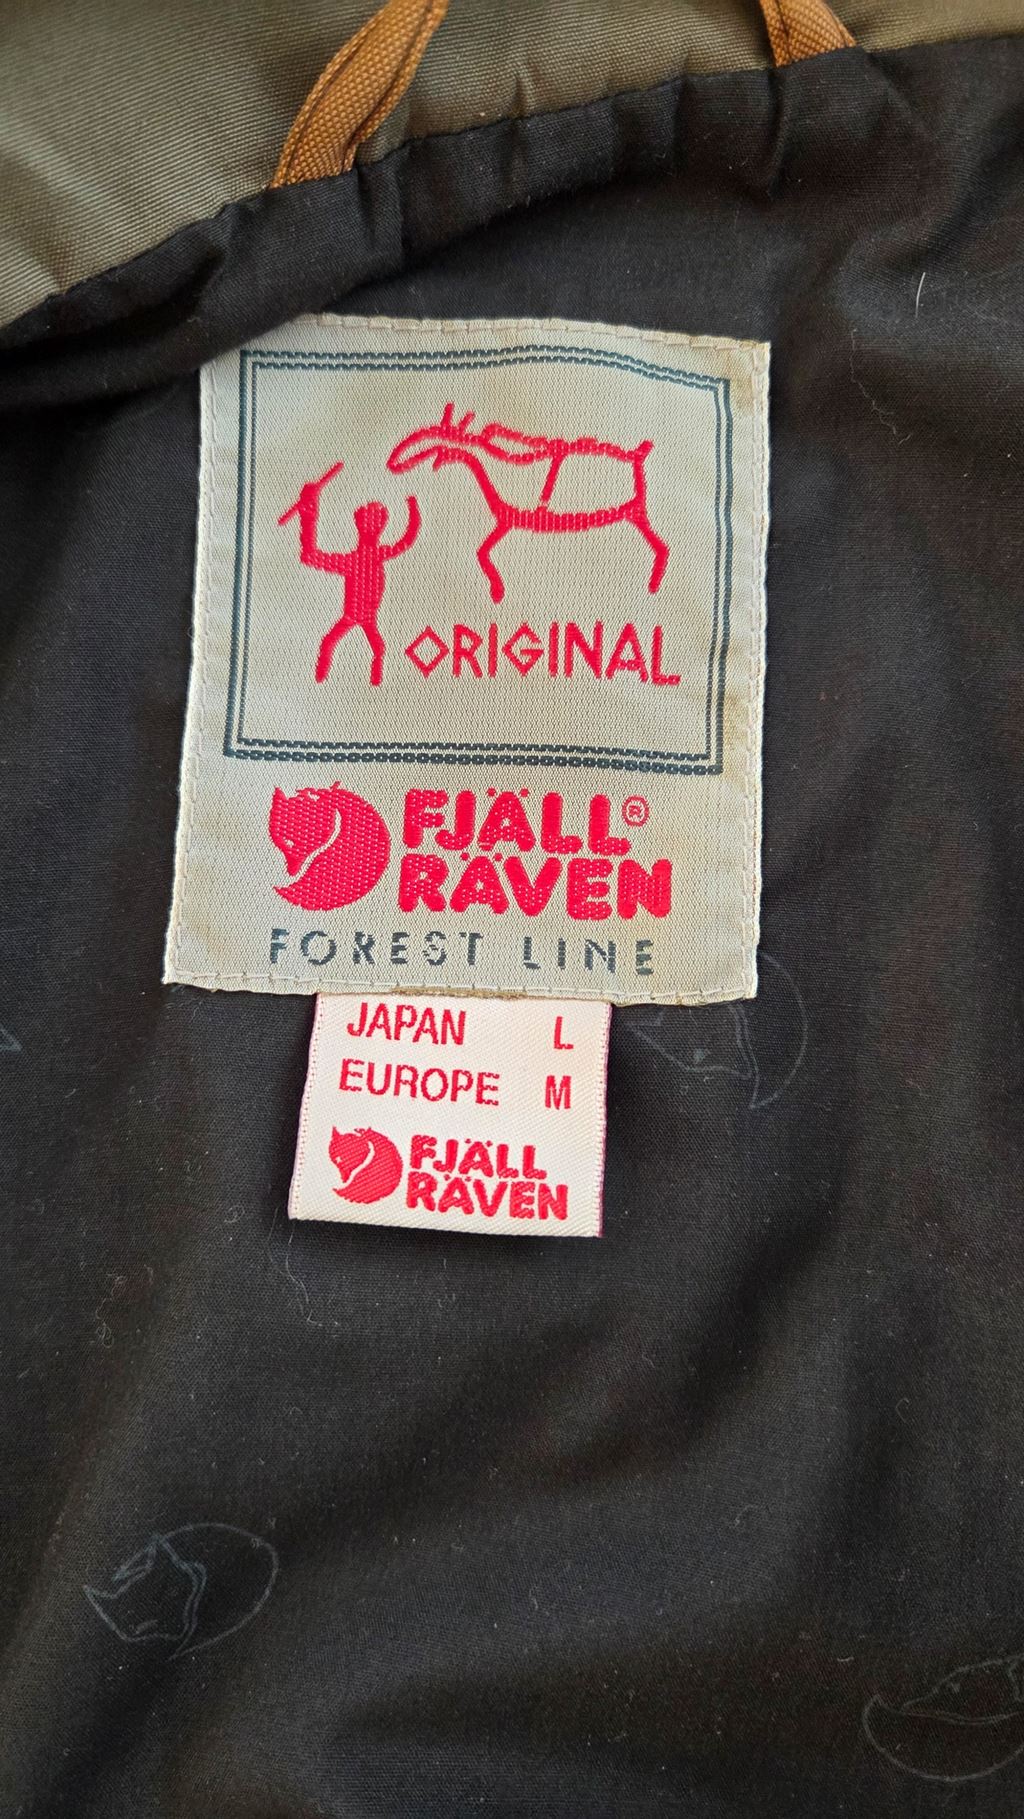 ORIGINAL
FJÄLL®
RÄVEN
FOREST LINE
JAPAN L
EUROPE M
FJÄLL
RÄVEN